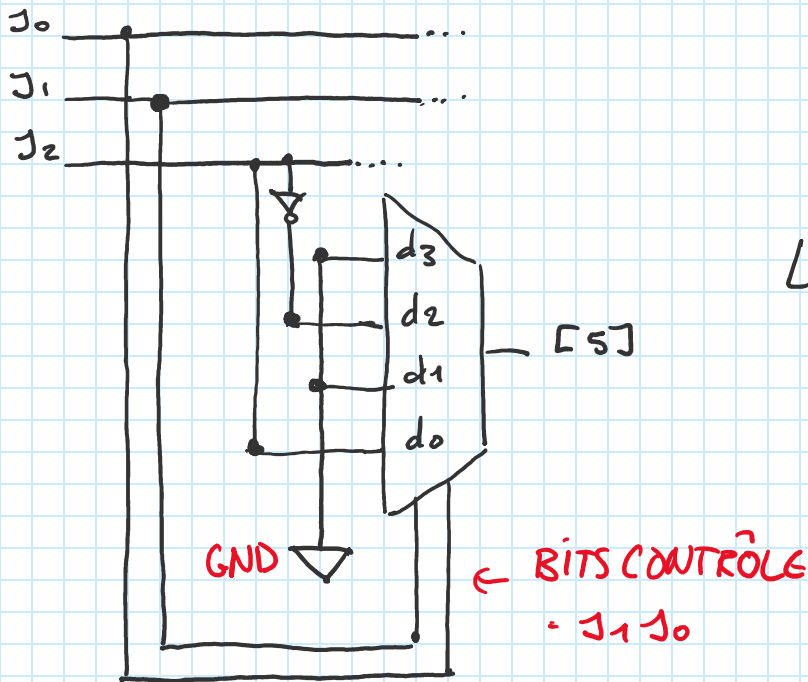 J0
J1
J2
d3
d2
[5]
d1
d0
GND
← BITS CONTRÔLE
· J1 J0